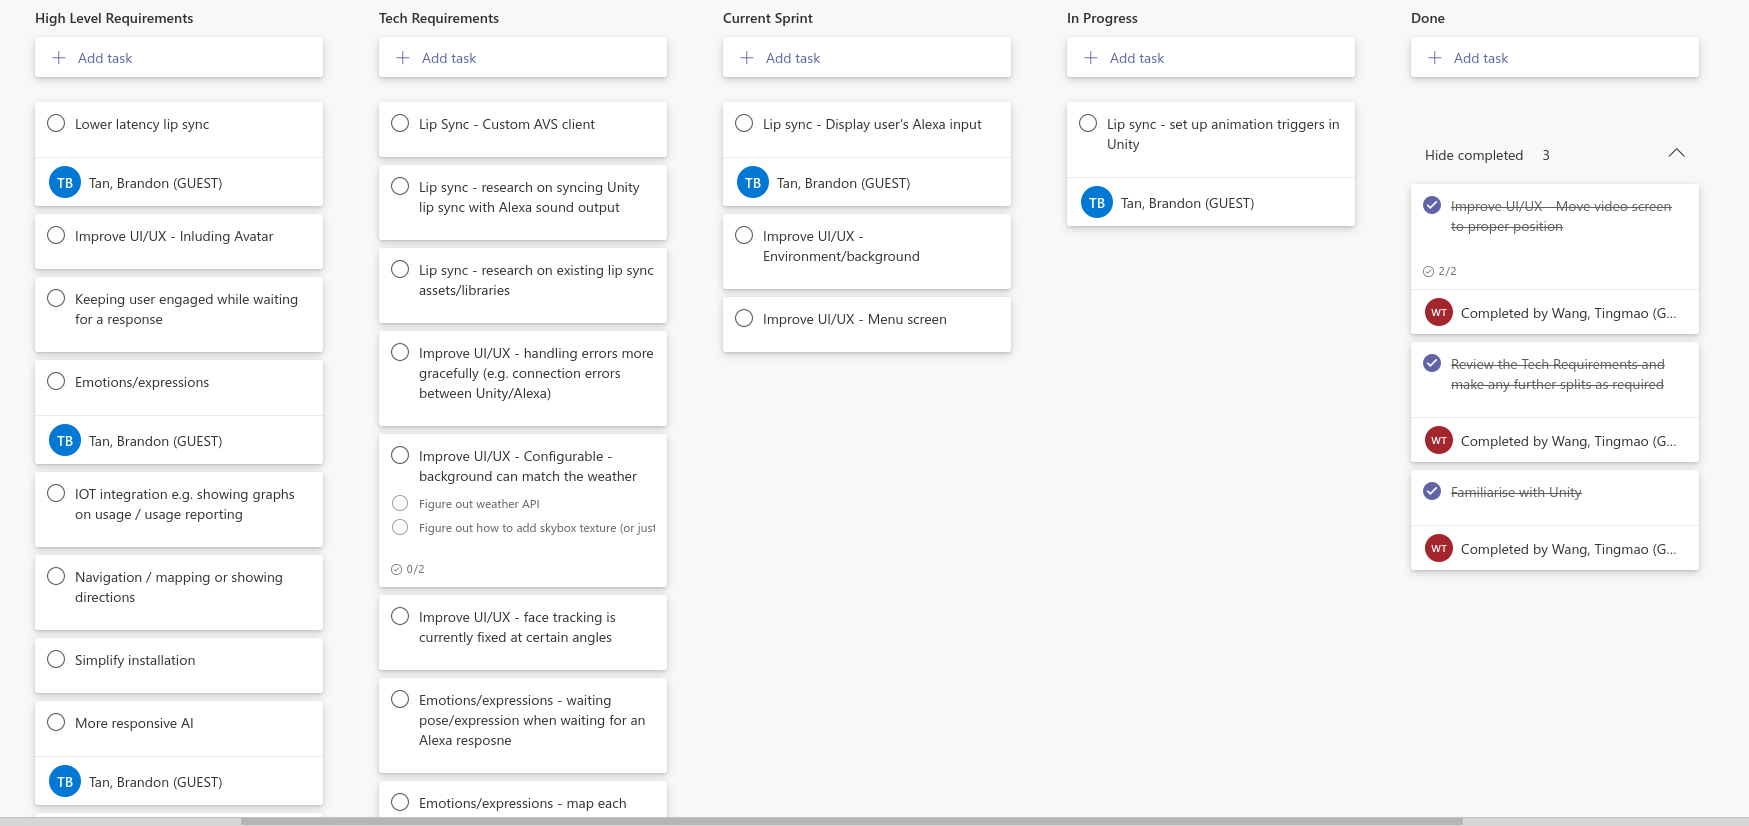 High Level Requirements
Add task
Lower latency lip sync
TB
Tan, Brandon (GUEST)
Improve UI/UX - Inluding Avatar
Keeping user engaged while waiting
for a response
Emotions/expressions
TB
Tan, Brandon (GUEST)
IOT integration e.g. showing graphs
on usage / usage reporting
Navigation / mapping or showing
directions
Simplify installation
More responsive AI
TB
Tan, Brandon (GUEST)
Tech Requirements
Add task
Lip Sync - Custom AVS client
Lip sync - research on syncing Unity
lip sync with Alexa sound output
Lip sync - research on existing lip sync
assets/libraries
Improve UI/UX - handling errors more
gracefully (e.g. connection errors
between Unity/Alexa)
Improve UI/UX - Configurable -
background can match the weather
Figure out weather API
Figure out how to add skybox texture (or just
0/2
Improve UI/UX - face tracking is
currently fixed at certain angles
Emotions/expressions - waiting
pose/expression when waiting for an
Alexa resposne
Emotions/expressions - map each
Current Sprint
Add task
Lip sync - Display user's Alexa input
TB
Tan, Brandon (GUEST)
Improve UI/UX -
Environment/background
Improve UI/UX - Menu screen
In Progress
Add task
Lip sync - set up animation triggers in
Unity
TB
Tan, Brandon (GUEST)
Done
Add task
Hide completed 3
Improve UI/UX - Move video screen
to proper position
2/2
WT
Completed by Wang, Tingmao (G...
Review the Tech Requirements and
make any further splits as required
WT
Completed by Wang, Tingmao (G...
Familiarise with Unity
WT
Completed by Wang, Tingmao (G...